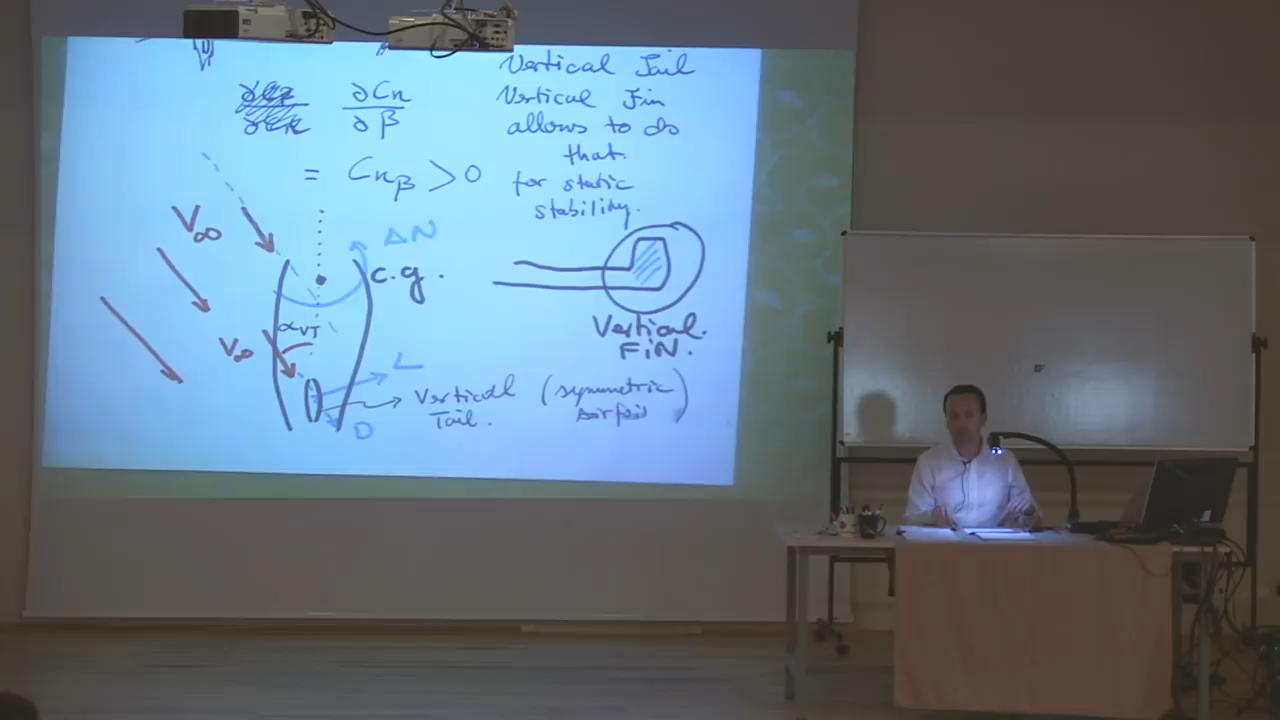 ∂Cn
∂β
= Cnβ > 0
Vertical Tail
Vertical Fin
allows to do
that.
for static
stability.
V∞
ΔN
c.g.
αVT
V∞
L
D
Vertical
Tail.
(symmetric
Airfoil)
Vertical.
FiN.